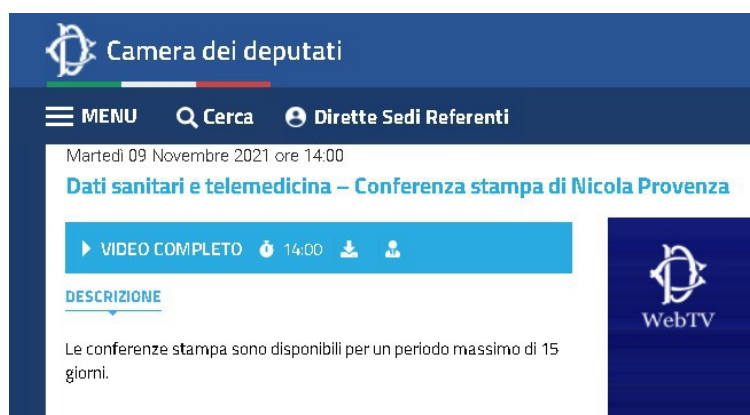 Camera dei deputati
MENU Cerca Dirette Sedi Referenti
Martedì 09 Novembre 2021 ore 14:00
Dati sanitari e telemedicina – Conferenza stampa di Nicola Provenza
VIDEO COMPLETO 14:00
DESCRIZIONE
WebTV
Le conferenze stampa sono disponibili per un periodo massimo di 15
giorni.